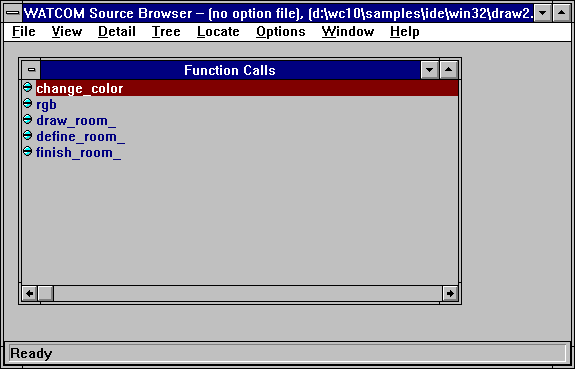 WATCOM Source Browser – (no option file), (d:\wc10\samples\ide\win32\draw2.
File View Detail Tree Locate Options Window Help
Function Calls
change_color
rgb
draw_room_
define_room_
finish_room_
Ready